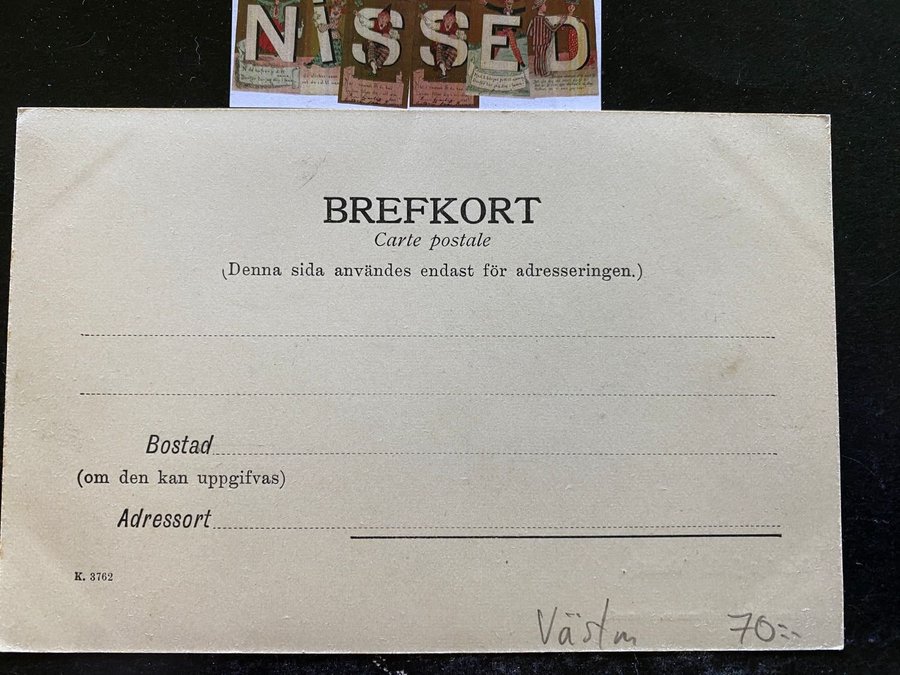 NISSED
BREFKORT
Carte postale
(Denna sida användes endast för adresseringen.)
Bostad
(om den kan uppgifvas)
Adressort
K. 3762
Västm 70:-